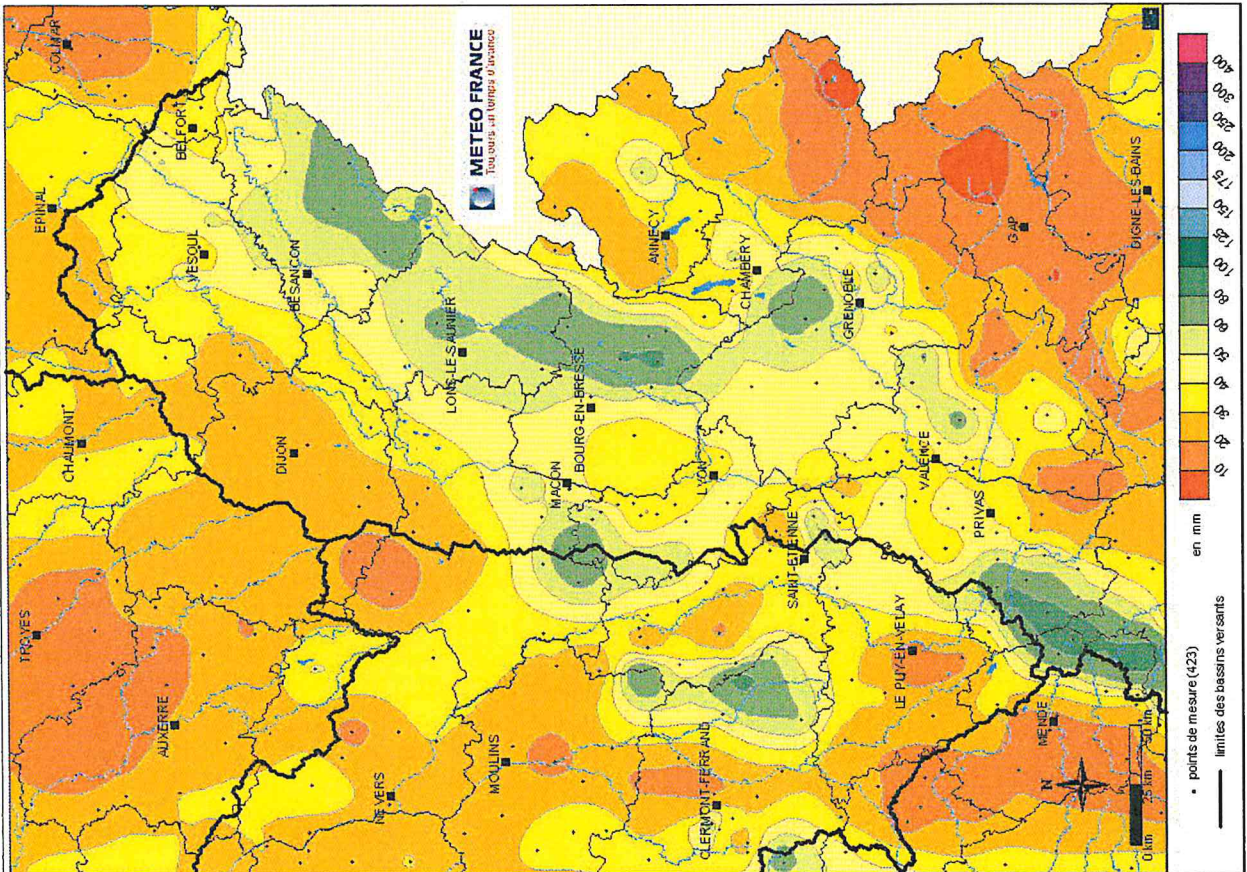 COLMAR
EPINAL
BELFORT
CHAUMONT
VESOUL
TROYES
BESANCON
DIJON
AUXERRE
METEO FRANCE
Toujours un temps d'avance
LONS-LE-SAUNIER
NEVERS
MACON
BOURG-EN-BRESSE
MOULINS
ANNECY
LYON
CHAMBERY
CLERMONT-FERRAND
SAINT-ETIENNE
GRENOBLE
VALENCE
LE PUY-EN-VELAY
PRIVAS
GAP
MENDE
DIGNE-LES-BAINS
N
0 km 25 km 50 km
en mm
10 20 30 40 50 60 80 100 125 150 175 200 250 300 400
points de mesure (423)
limites des bassins versants